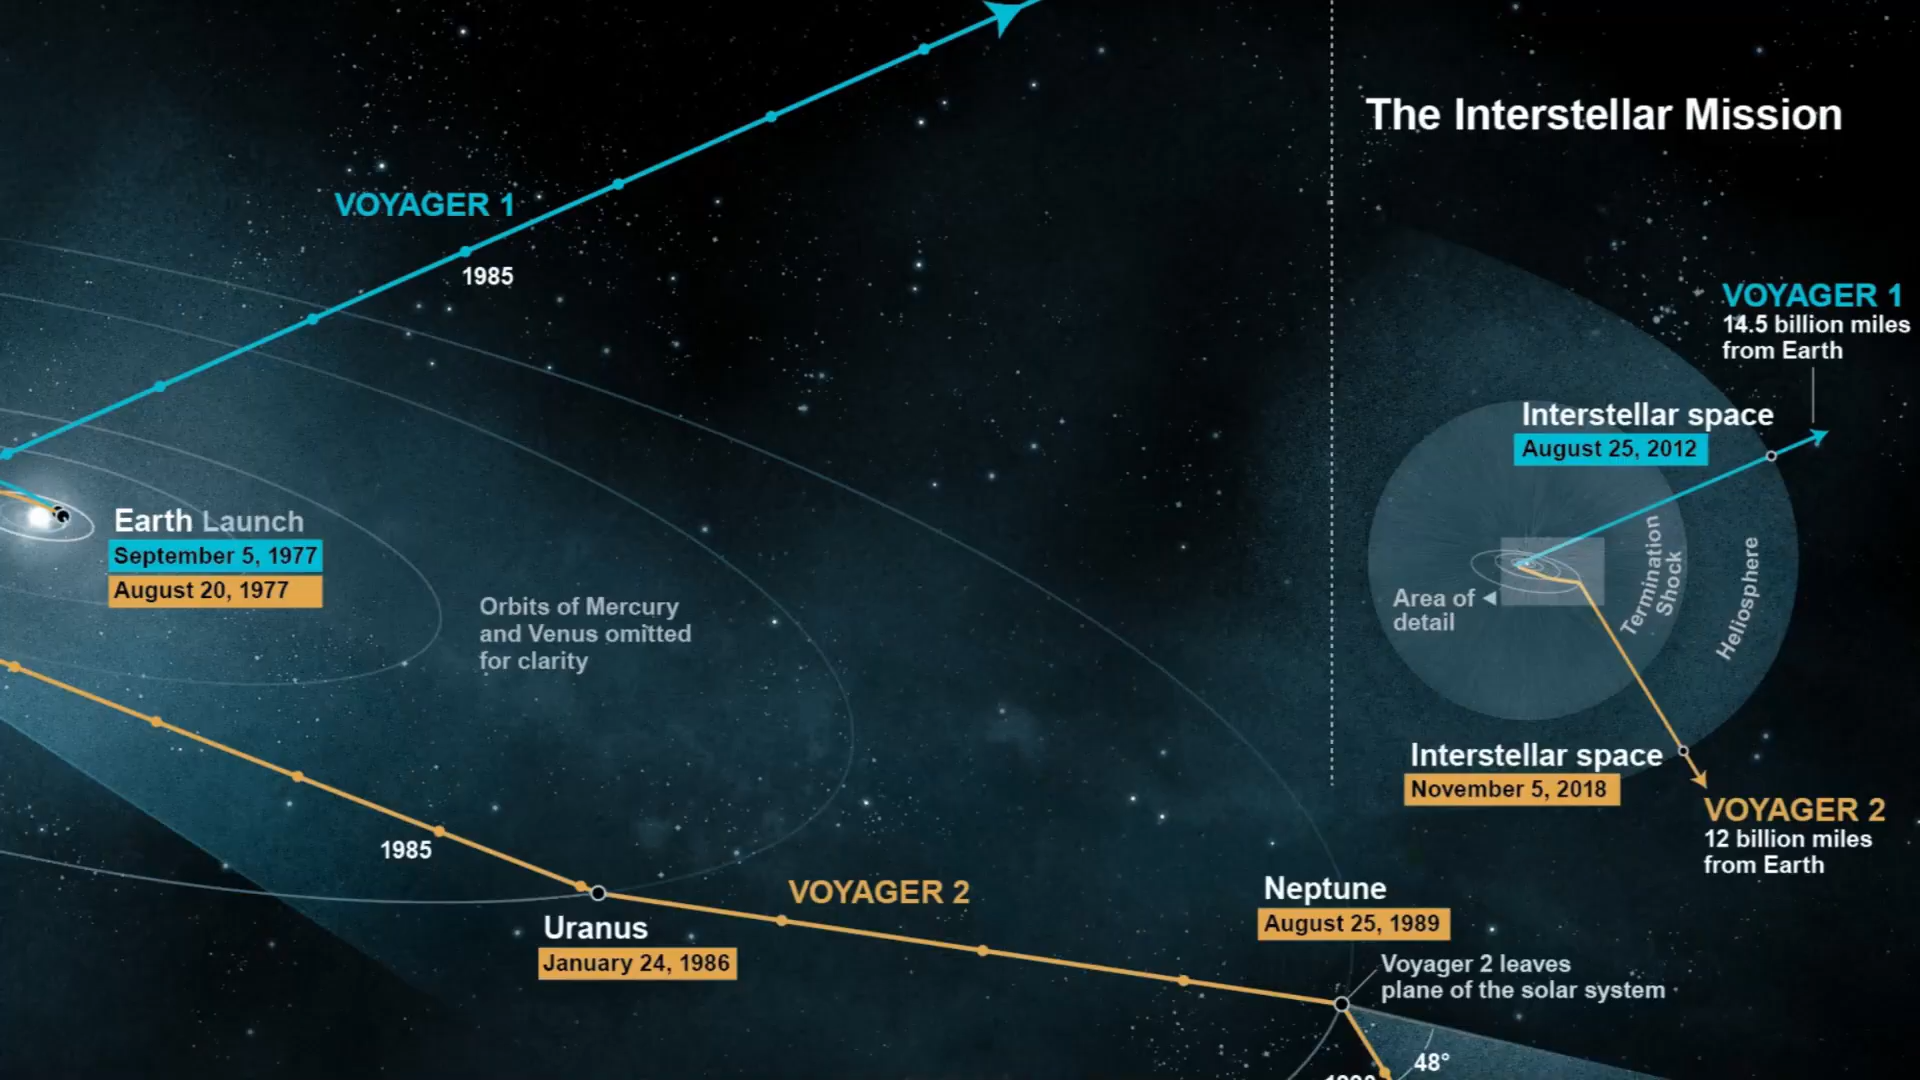 The Interstellar Mission
VOYAGER 1
1985
VOYAGER 1
14.5 billion miles
from Earth
Interstellar space
August 25, 2012
Earth Launch
September 5, 1977
August 20, 1977
Orbits of Mercury
and Venus omitted
for clarity
Area of
detail
Termination
Shock
Heliosphere
Interstellar space
November 5, 2018
VOYAGER 2
12 billion miles
from Earth
1985
Uranus
January 24, 1986
VOYAGER 2
Neptune
August 25, 1989
Voyager 2 leaves
plane of the solar system
48°